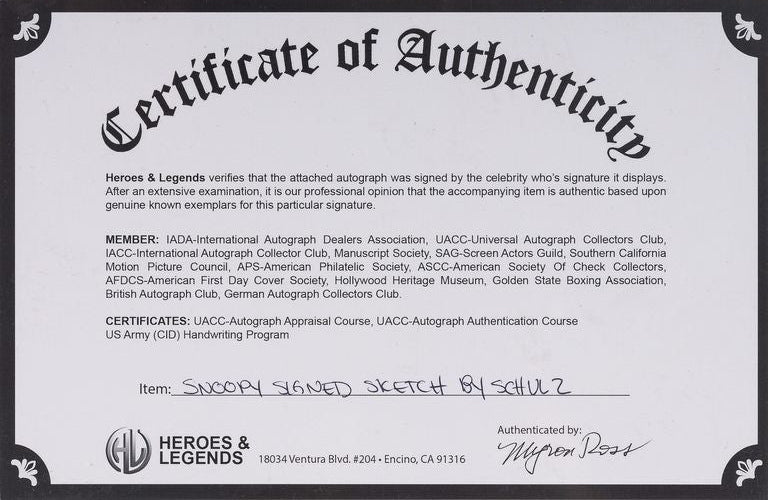 Certificate of Authenticity
Heroes & Legends verifies that the attached autograph was signed by the celebrity who's signature it displays.
After an extensive examination, it is our professional opinion that the accompanying item is authentic based upon
genuine known exemplars for this particular signature.
MEMBER: IADA-International Autograph Dealers Association, UACC-Universal Autograph Collectors Club,
IACC-International Autograph Collector Club, Manuscript Society, SAG-Screen Actors Guild, Southern California
Motion Picture Council, APS-American Philatelic Society, ASCC-American Society Of Check Collectors,
AFDCS-American First Day Cover Society, Hollywood Heritage Museum, Golden State Boxing Association,
British Autograph Club, German Autograph Collectors Club.
CERTIFICATES: UACC-Autograph Appraisal Course, UACC-Autograph Authentication Course
US Army (CID) Handwriting Program
Item: SNOOPY SIGNED SKETCH BY SCHULZ
Authenticated by:
Myron Ross
HL HEROES &
LEGENDS 18034 Ventura Blvd. #204 • Encino, CA 91316